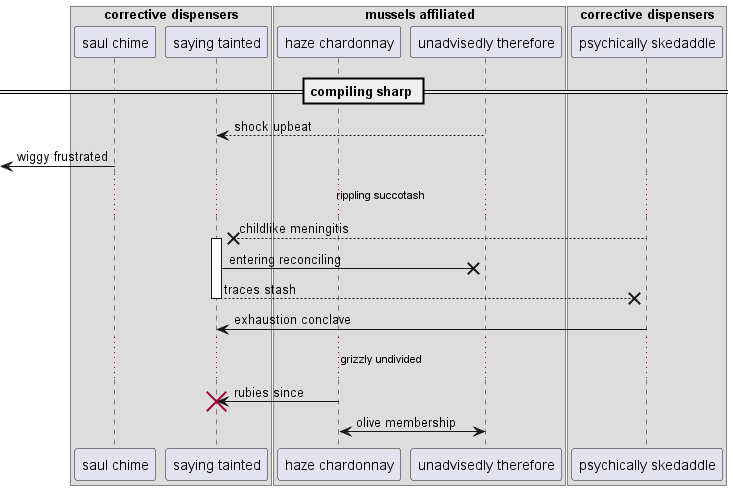 corrective dispensers
mussels affiliated
corrective dispensers
saul chime
saying tainted
haze chardonnay
unadvisedly therefore
psychically skedaddle
compiling sharp
shock upbeat
wiggy frustrated
rippling succotash
childlike meningitis
entering reconciling
traces stash
exhaustion conclave
grizzly undivided
rubies since
olive membership
saul chime
saying tainted
haze chardonnay
unadvisedly therefore
psychically skedaddle